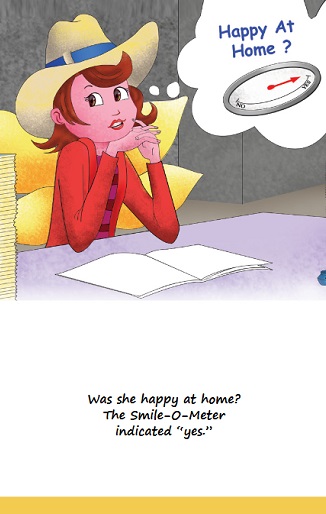 Happy At
Home ?
NO
YES!
Was she happy at home?
The Smile-O-Meter
indicated “yes.”